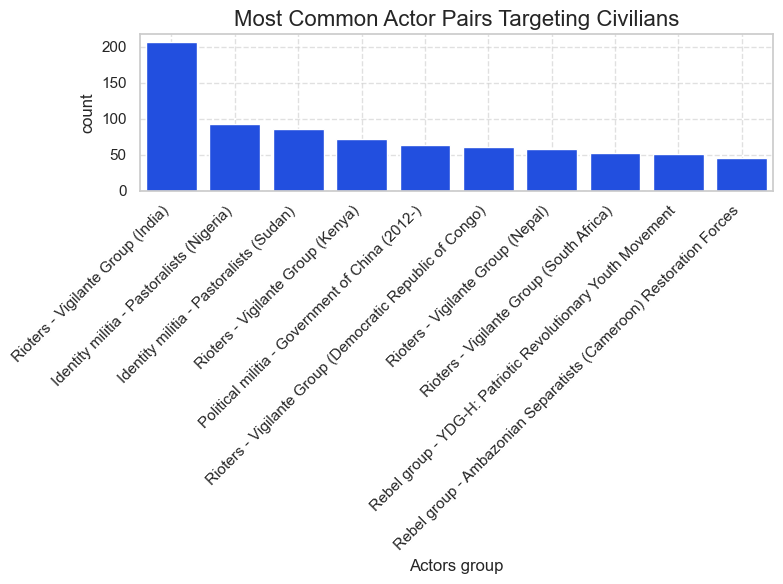 Most Common Actor Pairs Targeting Civilians
count
200
150
100
50
0
Rioters - Vigilante Group (India)
Identity militia - Pastoralists (Nigeria)
Identity militia - Pastoralists (Sudan)
Rioters - Vigilante Group (Kenya)
Political militia - Government of China (2012-)
Rioters - Vigilante Group (Democratic Republic of Congo)
Rioters - Vigilante Group (Nepal)
Rioters - Vigilante Group (South Africa)
Rebel group - YDG-H: Patriotic Revolutionary Youth Movement
Rebel group - Ambazonian Separatists (Cameroon) Restoration Forces
Actors group